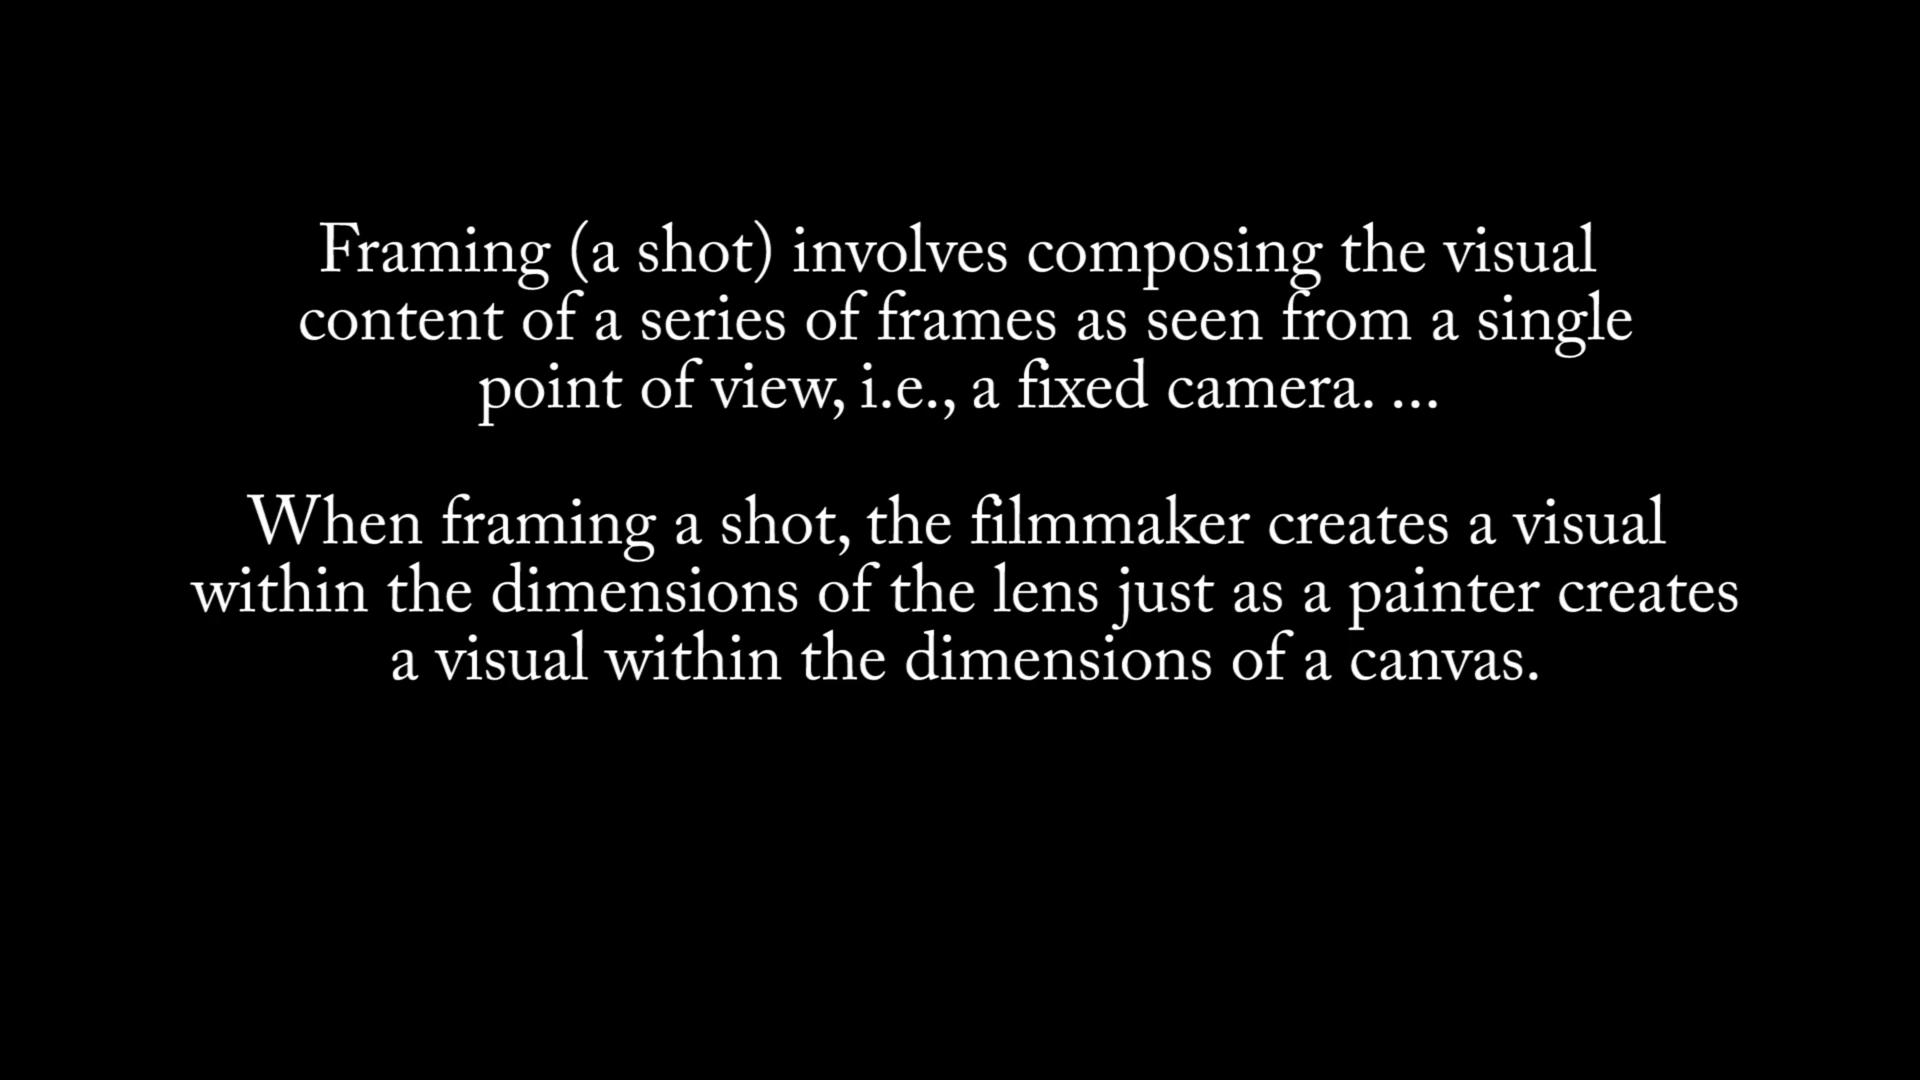 Framing (a shot) involves composing the visual
content of a series of frames as seen from a single
point of view, i.e., a fixed camera. ...
When framing a shot, the filmmaker creates a visual
within the dimensions of the lens just as a painter creates
a visual within the dimensions of a canvas.